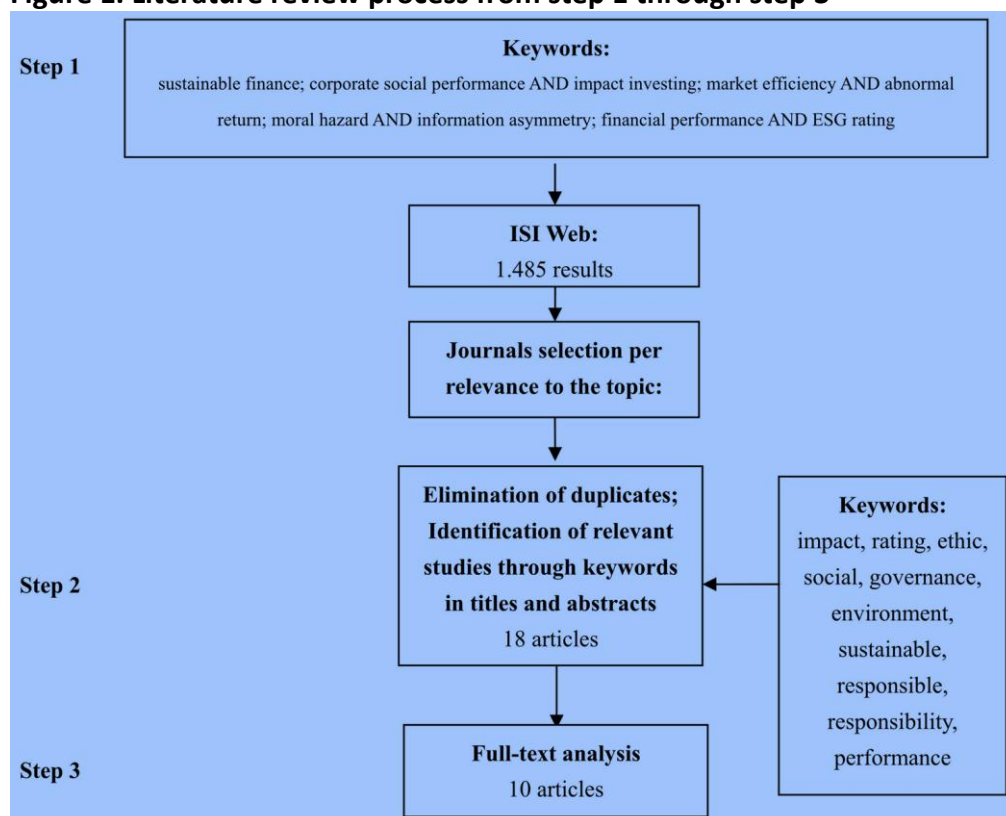 Step 1
Keywords:
sustainable finance; corporate social performance AND impact investing; market efficiency AND abnormal
return; moral hazard AND information asymmetry; financial performance AND ESG rating
ISI Web:
1.485 results
Journals selection per
relevance to the topic:
Step 2
Elimination of duplicates;
Identification of relevant
studies through keywords
in titles and abstracts
18 articles
Keywords:
impact, rating, ethic,
social, governance,
environment,
sustainable,
responsible,
responsibility,
performance
Step 3
Full-text analysis
10 articles